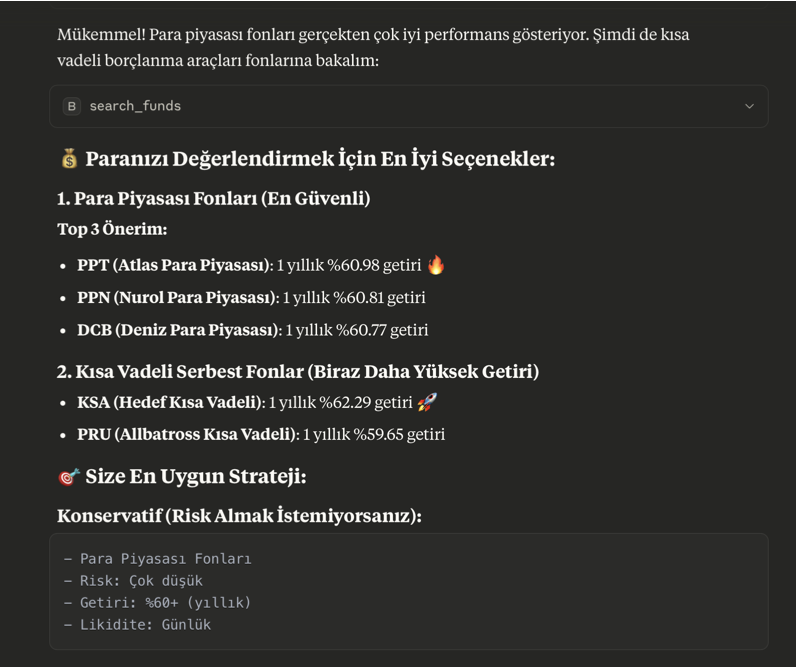 Mükemmel! Para piyasası fonları gerçekten çok iyi performans gösteriyor. Şimdi de kısa
vadeli borçlanma araçları fonlarına bakalım:
B search_funds
💰 Paranızı Değerlendirmek İçin En İyi Seçenekler:
1. Para Piyasası Fonları (En Güvenli)
Top 3 Önerim:
• PPT (Atlas Para Piyasası): 1 yıllık %60.98 getiri 🔥
• PPN (Nurol Para Piyasası): 1 yıllık %60.81 getiri
• DCB (Deniz Para Piyasası): 1 yıllık %60.77 getiri
2. Kısa Vadeli Serbest Fonlar (Biraz Daha Yüksek Getiri)
• KSA (Hedef Kısa Vadeli): 1 yıllık %62.29 getiri 🚀
• PRU (Allbatross Kısa Vadeli): 1 yıllık %59.65 getiri
🎯 Size En Uygun Strateji:
Konservatif (Risk Almak İstemiyorsanız):
– Para Piyasası Fonları
– Risk: Çok düşük
– Getiri: %60+ (yıllık)
– Likidite: Günlük